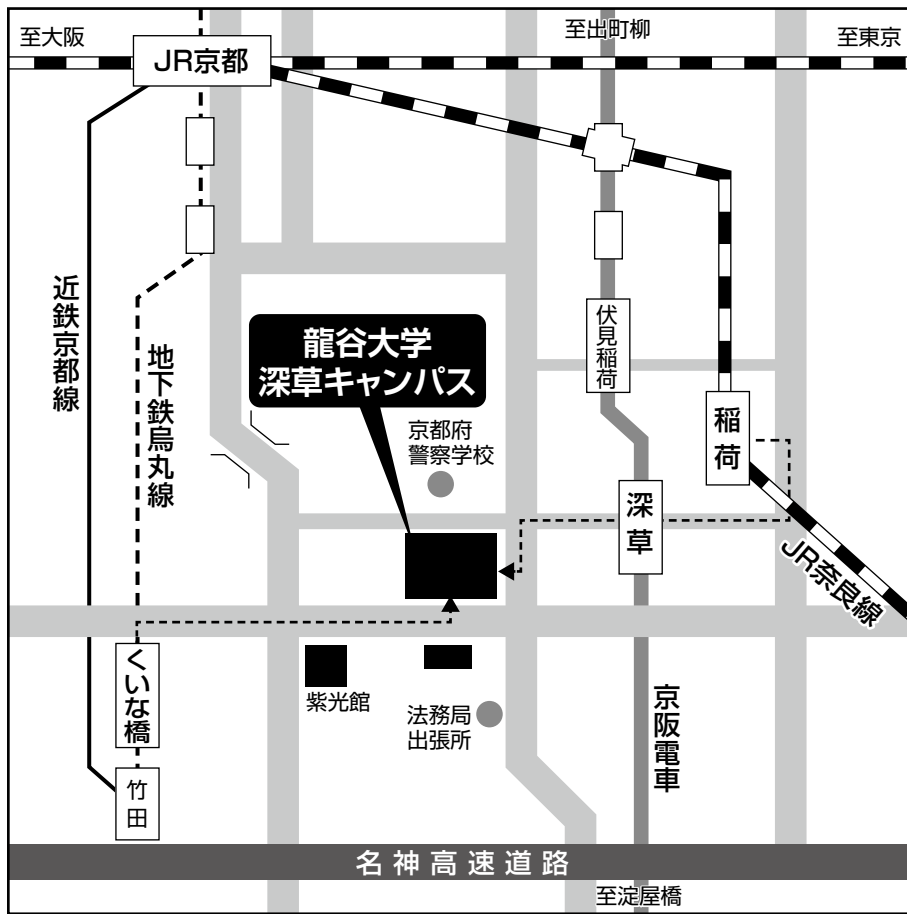 至大阪
至出町柳
至東京
JR京都
近鉄京都線
地下鉄烏丸線
龍谷大学
深草キャンパス
京都府
警察学校
伏見稲荷
稲荷
深草
JR奈良線
くいな橋
竹田
紫光館
法務局
出張所
京阪電車
名神高速道路
至淀屋橋